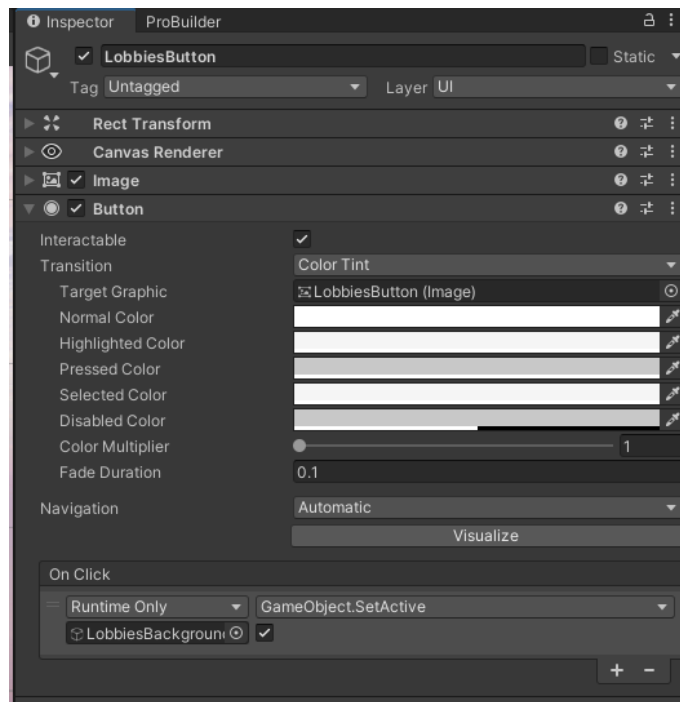 Inspector ProBuilder
LobbiesButton Static
Tag Untagged Layer UI
Rect Transform
Canvas Renderer
Image
Button
Interactable
Transition Color Tint
Target Graphic LobbiesButton (Image)
Normal Color
Highlighted Color
Pressed Color
Selected Color
Disabled Color
Color Multiplier 1
Fade Duration 0.1
Navigation Automatic
Visualize
On Click
Runtime Only GameObject.SetActive
LobbiesBackground